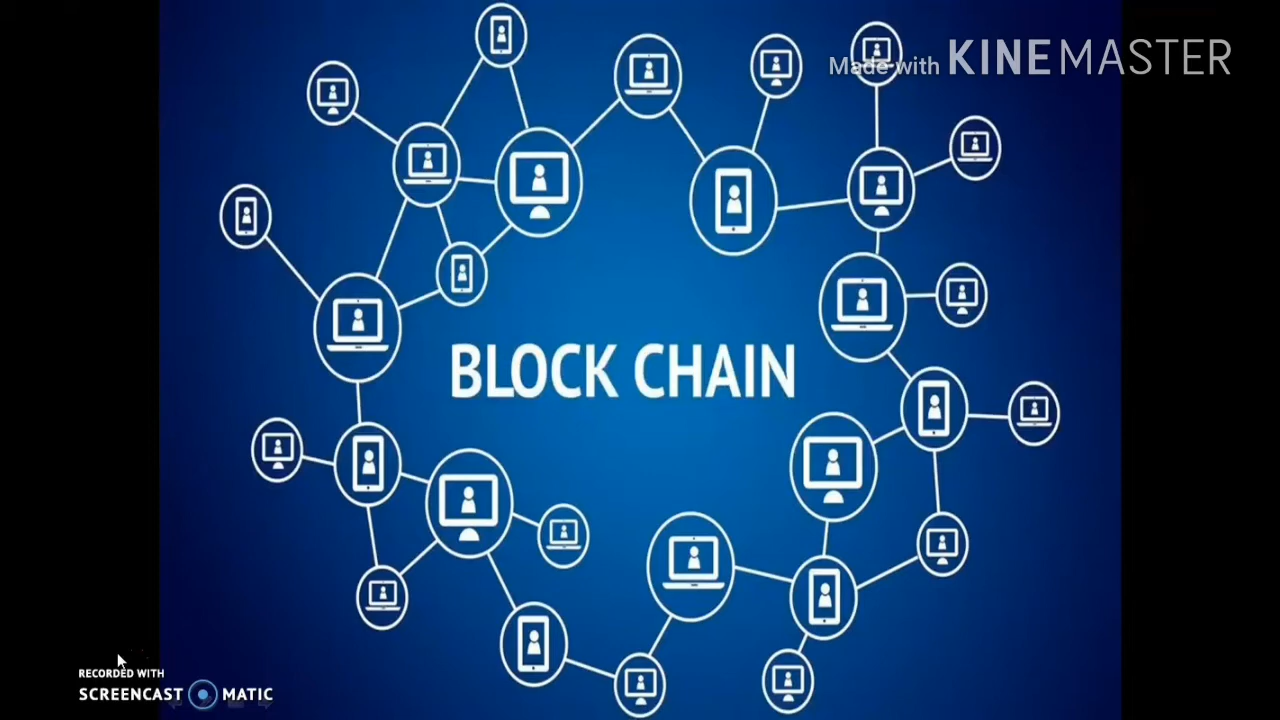 Made with KINEMASTER
BLOCK CHAIN
RECORDED WITH
SCREENCAST MATIC